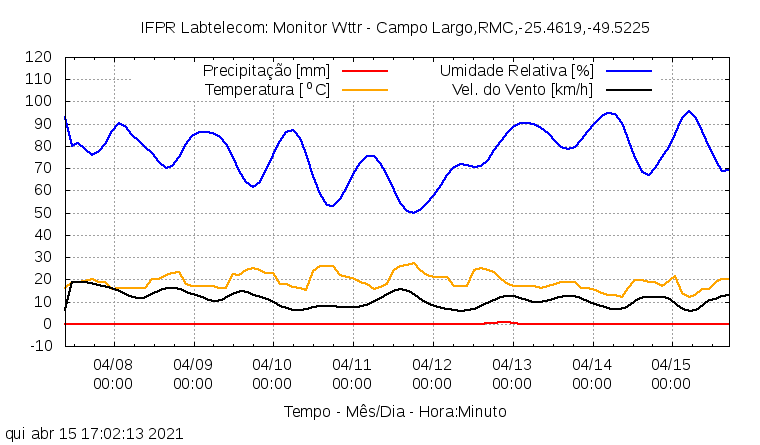 IFPR Labtelecom: Monitor Wttr - Campo Largo,RMC,-25.4619,-49.5225
Precipitação [mm]
Temperatura [ ⁰C]
Umidade Relativa [%]
Vel. do Vento [km/h]
120
110
100
90
80
70
60
50
40
30
20
10
0
-10
04/08 04/09 04/10 04/11 04/12 04/13 04/14 04/15
00:00 00:00 00:00 00:00 00:00 00:00 00:00 00:00
Tempo - Mês/Dia - Hora:Minuto
qui abr 15 17:02:13 2021